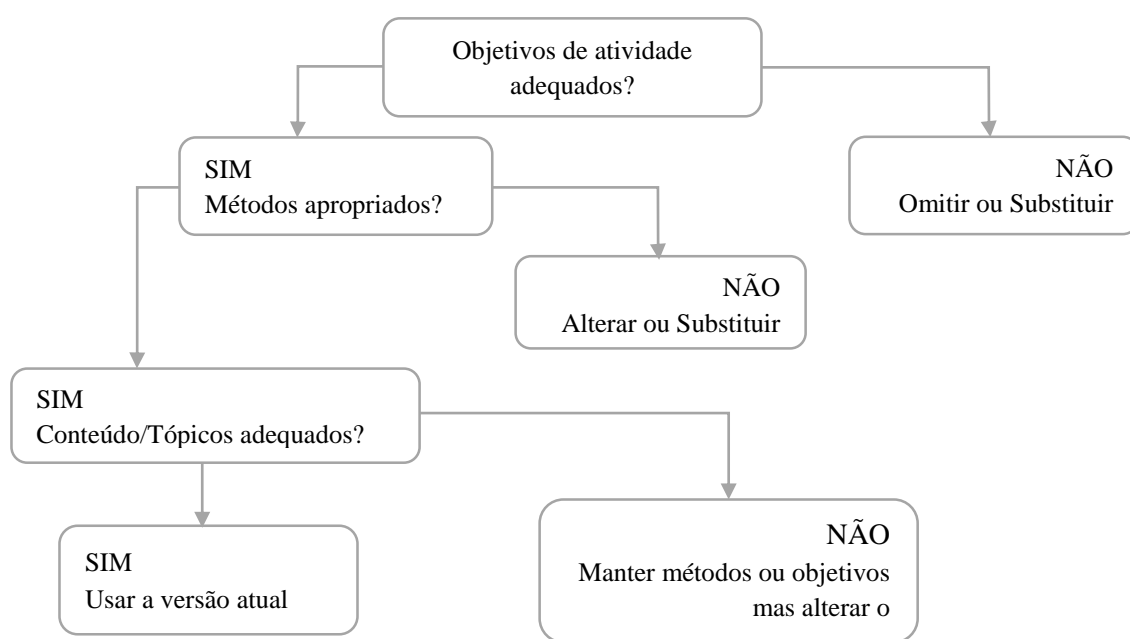 Objetivos de atividade
adequados?
SIM
Métodos apropriados?
NÃO
Omitir ou Substituir
NÃO
Alterar ou Substituir
SIM
Conteúdo/Tópicos adequados?
SIM
Usar a versão atual
NÃO
Manter métodos ou objetivos
mas alterar o